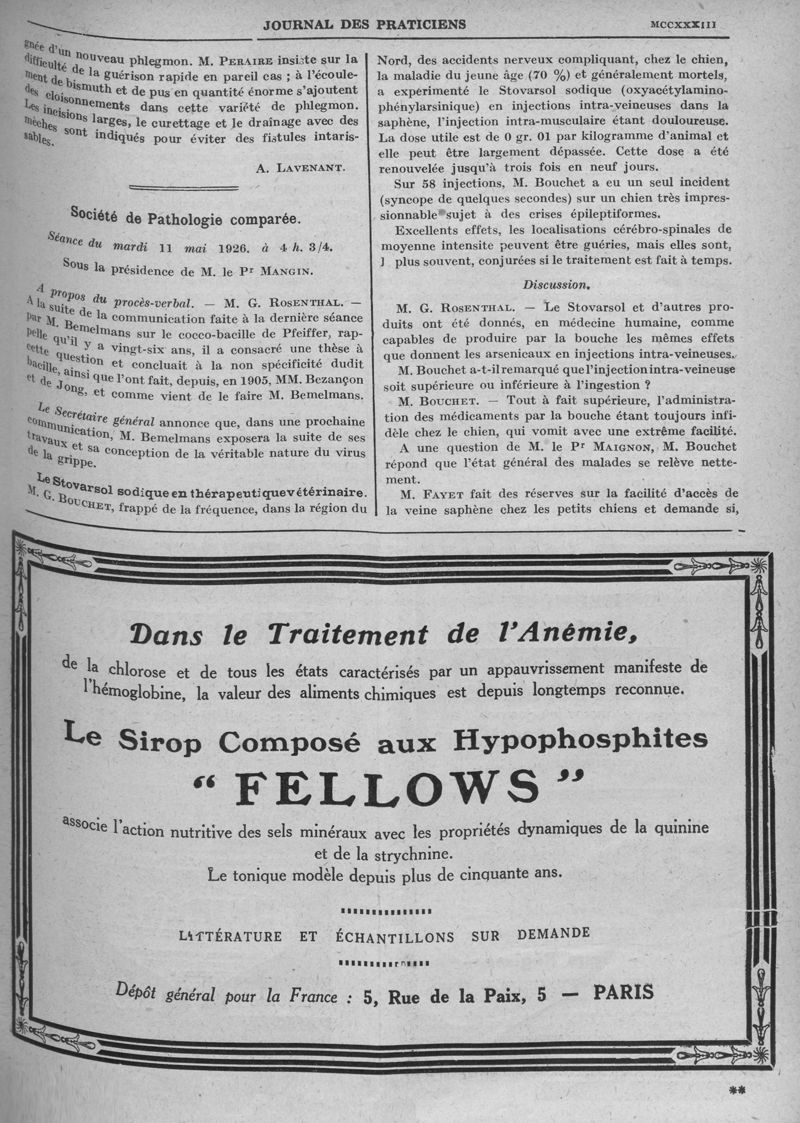 JOURNAL DES PRATICIENS
MCCXXXIII
gnée d'un nouveau phlegmon. M. PERAIRE insiste sur la
difficulté de la guérison rapide en pareil cas ; à l'écoule-
ment de bismuth et de pus en quantité énorme s'ajoutent
des cloisonnements dans cette variété de phlegmon.
Les incisions larges, le curettage et le drainage avec des
mèches sont indiqués pour éviter des fistules intaris-
sables.
A. LAVENANT.
Société de Pathologie comparée.
Séance du mardi 11 mai 1926. à 4 h. 3/4.
Sous la présidence de M. le Pr MANGIN.
A propos du procès-verbal. — M. G. ROSENTHAL. —
A la suite de la communication faite à la dernière séance
par M. Bemelmans sur le cocco-bacille de Pfeiffer, rap-
pelle qu'il y a vingt-six ans, il a consacré une thèse à
cette question et concluait à la non spécificité dudit
bacille, ainsi que l'ont fait, depuis, en 1905, MM. Bezançon
et de Jong, et comme vient de le faire M. Bemelmans.
Le Secrétaire général annonce que, dans une prochaine
communication, M. Bemelmans exposera la suite de ses
travaux et sa conception de la véritable nature du virus
de la grippe.
Le Stovarsol sodique en thérapeutique vétérinaire.
M. G. BOUCHET, frappé de la fréquence, dans la région du
Nord, des accidents nerveux compliquant, chez le chien,
la maladie du jeune âge (70 %) et généralement mortels,
a experimenté le Stovarsol sodique (oxyacétylamino-
phénylarsinique) en injections intra-veineuses dans la
saphène, l'injection intra-musculaire étant douloureuse.
La dose utile est de 0 gr. 01 par kilogramme d'animal et
elle peut être largement dépassée. Cette dose a été
renouvelée jusqu'à trois fois en neuf jours.
Sur 58 injections, M. Bouchet a eu un seul incident
(syncope de quelques secondes) sur un chien très impres-
sionnable sujet à des crises épileptiformes.
Excellents effets, les localisations cérébro-spinales de
moyenne intensite peuvent être guéries, mais elles sont,
l plus souvent, conjurées si le traitement est fait à temps.
Discussion.
M. G. ROSENTHAL. — Le Stovarsol et d'autres pro-
duits ont été donnés, en médecine humaine, comme
capables de produire par la bouche les mêmes effets
que donnent les arsenicaux en injections intra-veineuses.
M. Bouchet a-t-il remarqué que l'injection intra-veineuse
soit supérieure ou inférieure à l'ingestion ?
M. BOUCHET. — Tout à fait supérieure, l'administra-
tion des médicaments par la bouche étant toujours infi-
dèle chez le chien, qui vomit avec une extrême facilité.
A une question de M. le Pr MAIGNON, M. Bouchet
répond que l'état général des malades se relève nette-
ment.
M. FAYET fait des réserves sur la facilité d'accès de
la veine saphène chez les petits chiens et demande si,
Dans le Traitement de l'Anémie,
de la chlorose et de tous les états caractérisés par un appauvrissement manifeste de
l'hémoglobine, la valeur des aliments chimiques est depuis longtemps reconnue.
Le Sirop Composé aux Hypophosphites
“ FELLOWS ”
associe l'action nutritive des sels minéraux avec les propriétés dynamiques de la quinine
et de la strychnine.
Le tonique modèle depuis plus de cinquante ans.
LITTÉRATURE ET ÉCHANTILLONS SUR DEMANDE
Dépôt général pour la France : 5, Rue de la Paix, 5 — PARIS
**